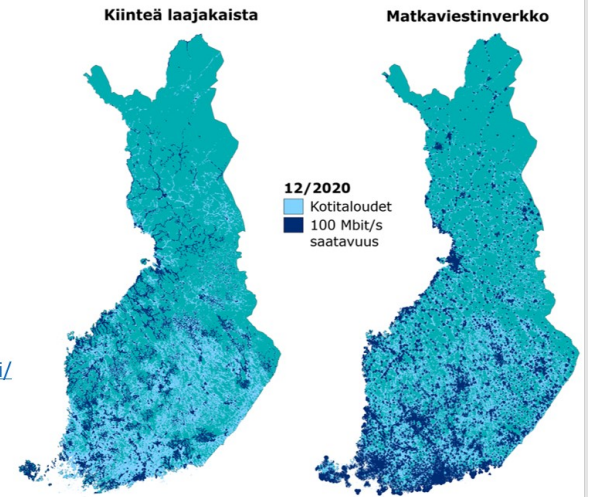 Kiinteä laajakaista
Matkaviestinverkko
12/2020
Kotitaloudet
100 Mbit/s
saatavuus
i/